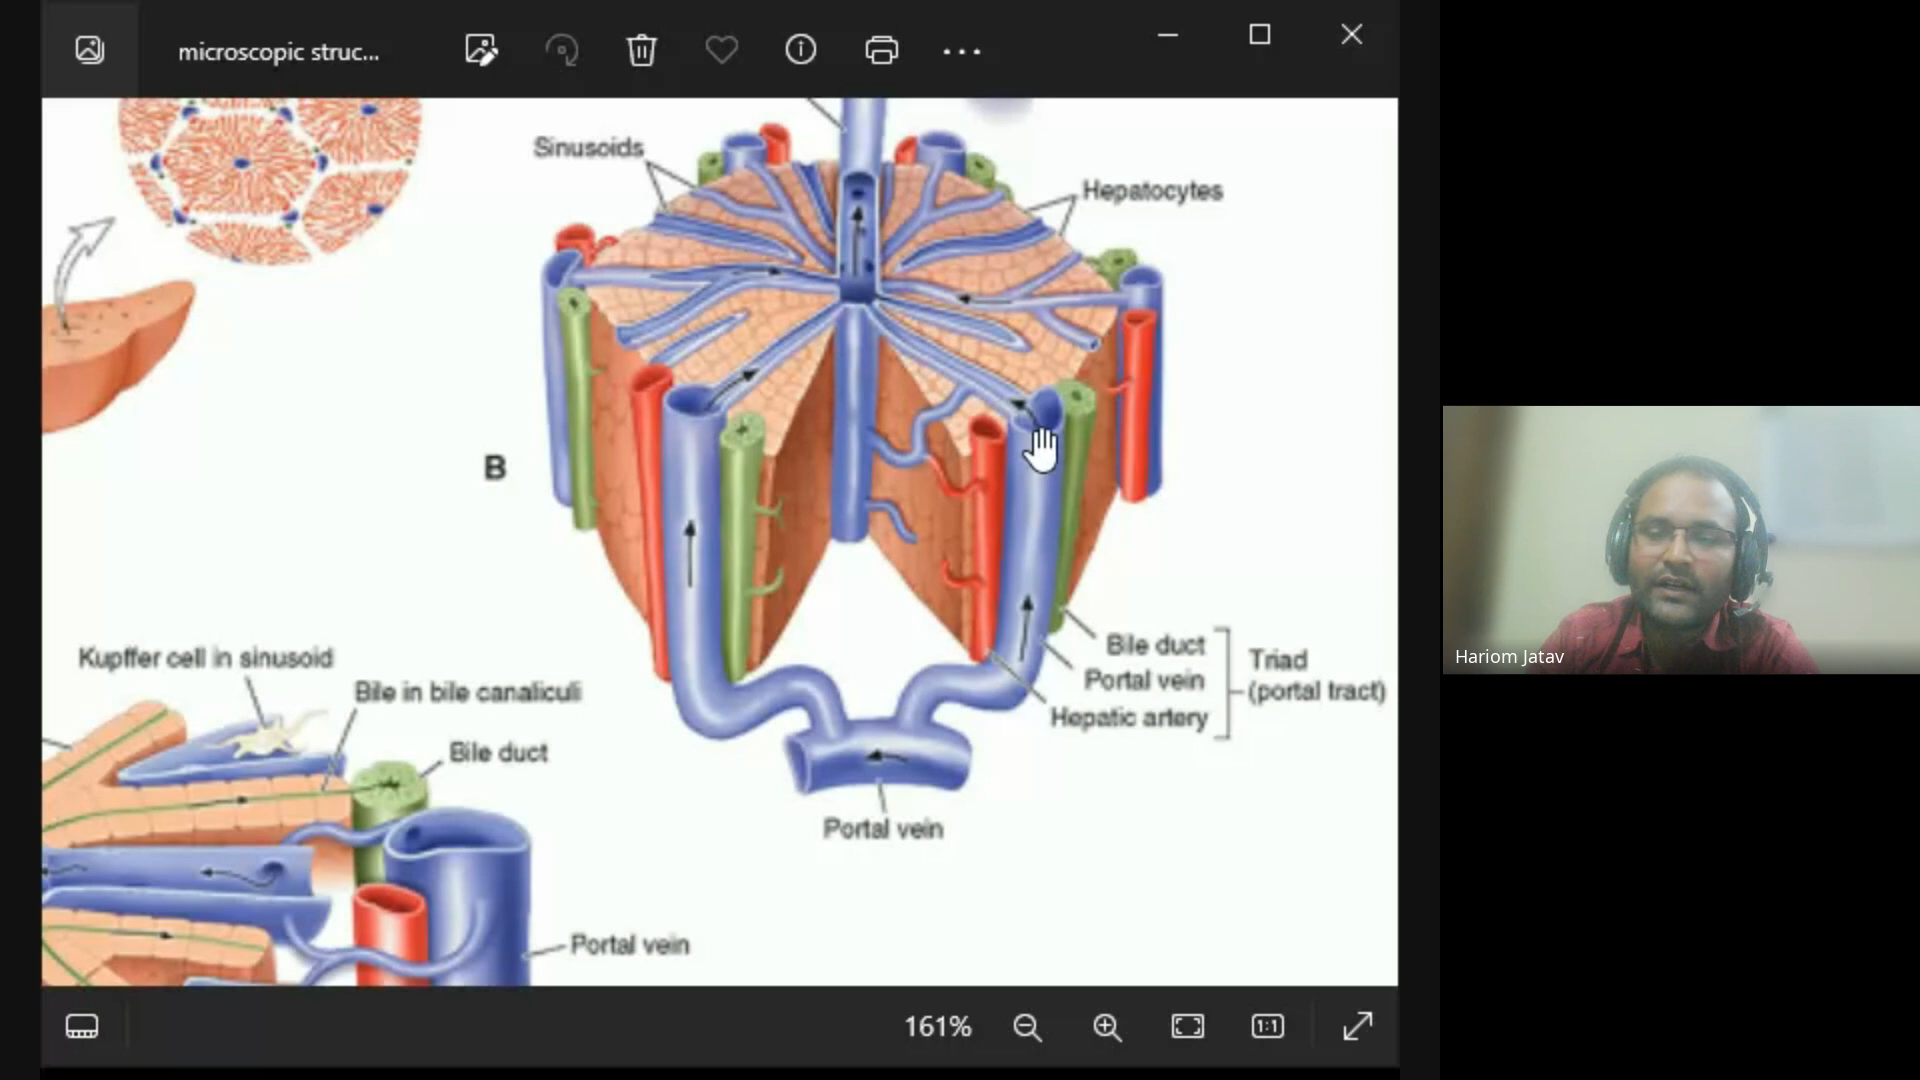 microscopic struc...
Sinusoids
Hepatocytes
B
Kupffer cell in sinusoid
Bile in bile canaliculi
Bile duct
Bile duct
Portal vein
Hepatic artery
Triad
(portal tract)
Portal vein
Portal vein
Hariom Jatav
161%
1:1